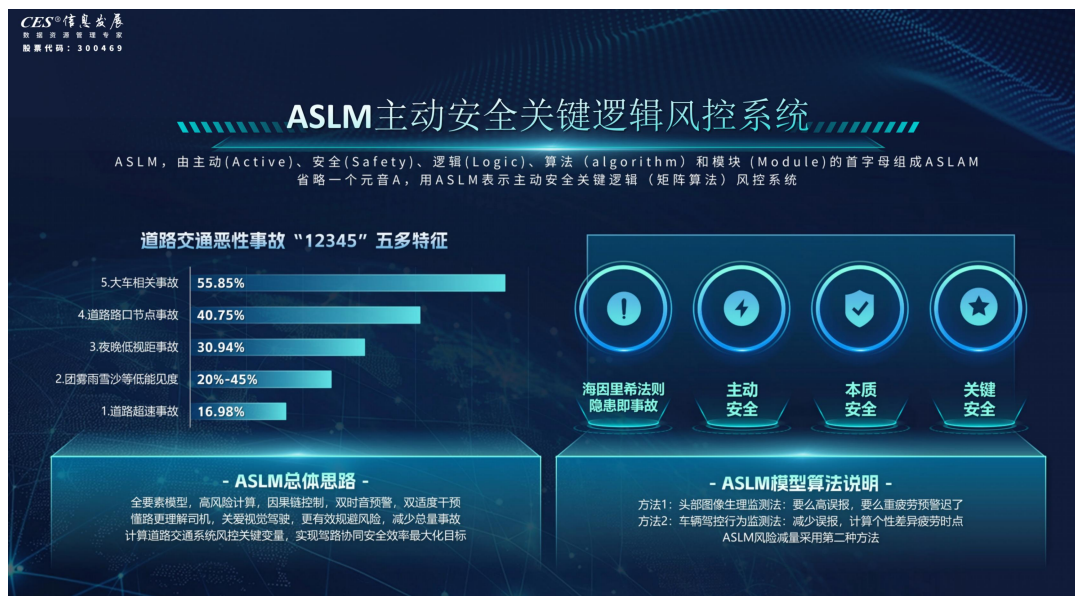 CES®信息发展
数据资源管理专家
股票代码：300469
ASLM主动安全关键逻辑风控系统
ASLM，由主动(Active)、安全(Safety)、逻辑(Logic)、算法（algorithm）和模块 (Module)的首字母组成ASLAM
省略一个元音A，用ASLM表示主动安全关键逻辑（矩阵算法）风控系统
道路交通恶性事故 “12345” 五多特征
5.大车相关事故 55.85%
4.道路路口节点事故 40.75%
3.夜晚低视距事故 30.94%
2.团雾雨雪沙等低能见度 20%-45%
1.道路超速事故 16.98%
海因里希法则
隐患即事故
主动
安全
本质
安全
关键
安全
- ASLM总体思路 -
全要素模型，高风险计算，因果链控制，双时音预警，双适度干预
懂路更理解司机，关爱视觉驾驶，更有效规避风险，减少总量事故
计算道路交通系统风控关键变量，实现驾路协同安全效率最大化目标
- ASLM模型算法说明 -
方法1：头部图像生理监测法：要么高误报，要么重疲劳预警迟了
方法2：车辆驾控行为监测法：减少误报，计算个性差异疲劳时点
ASLM风险减量采用第二种方法